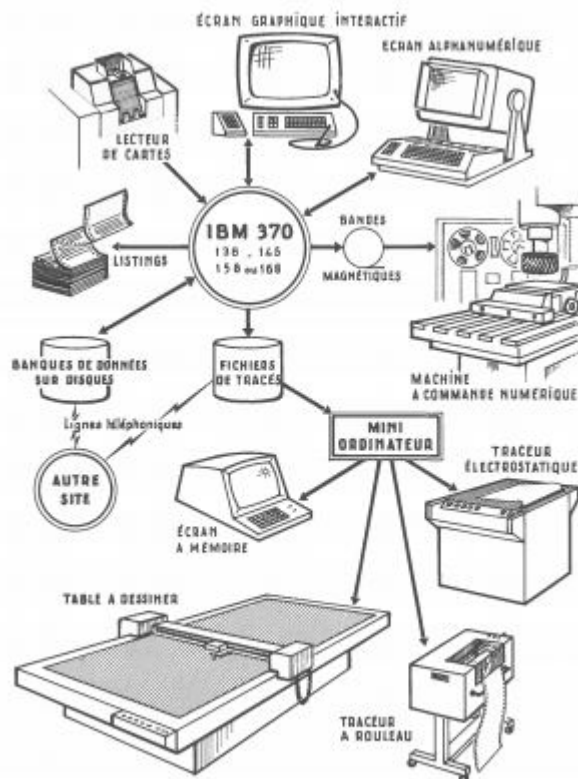 ÉCRAN GRAPHIQUE INTERACTIF
ECRAN ALPHANUMÉRIQUE
LECTEUR
DE CARTES
IBM 370
138 . 145
158 ou 168
BANDES
MAGNÉTIQUES
LISTINGS
BANQUES DE DONNÉES
SUR DISQUES
FICHIERS
DE TRACÉS
MACHINE
A COMMANDE NUMÉRIQUE
Lignes téléphoniques
MINI
ORDINATEUR
AUTRE
SITE
TRACEUR
ÉLECTROSTATIQUE
ÉCRAN
A MÉMOIRE
TABLE A DESSINER
TRACEUR
A ROULEAU